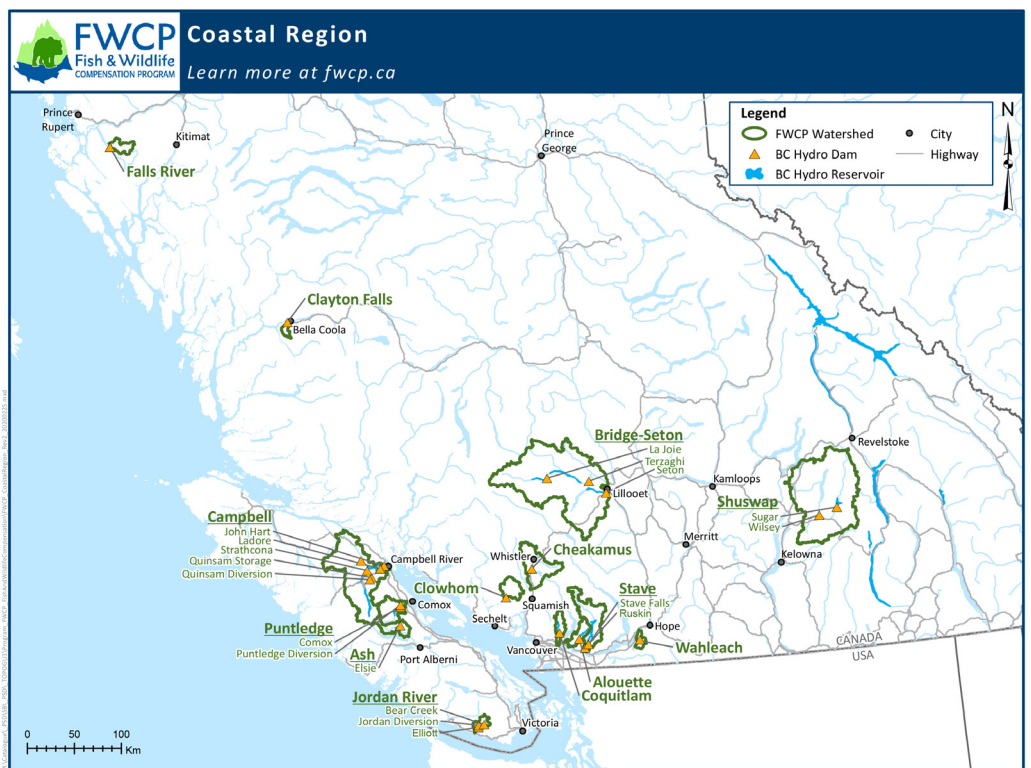 FWCP
Fish & Wildlife
COMPENSATION PROGRAM
Coastal Region
Learn more at fwcp.ca
Legend
FWCP Watershed
BC Hydro Dam
BC Hydro Reservoir
City
Highway
N
Prince
Rupert
Kitimat
Falls River
Prince
George
Clayton Falls
Bella Coola
Revelstoke
Bridge-Seton
La Joie
Terzaghi
Seton
Lillooet
Kamloops
Shuswap
Sugar
Wilsey
Merritt
Kelowna
Campbell
John Hart
Ladore
Strathcona
Quinsam Storage
Quinsam Diversion
Campbell River
Whistler
Cheakamus
Clowhom
Squamish
Comox
Sechelt
Stave
Stave Falls
Ruskin
Hope
Puntledge
Comox
Puntledge Diversion
Ash
Elsie
Port Alberni
Vancouver
Wahleach
CANADA
USA
Alouette
Coquitlam
Jordan River
Bear Creek
Jordan Diversion
Elliott
Victoria
0 50 100
Km